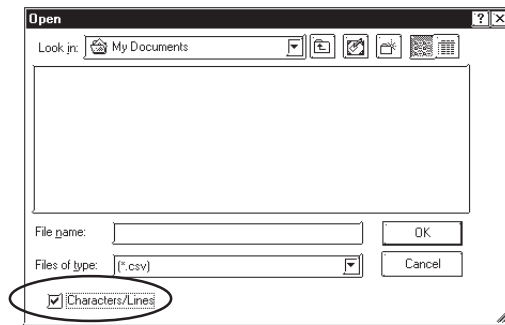 Open
Look in: My Documents
File name: OK
Files of type: (*.csv) Cancel
Characters/Lines